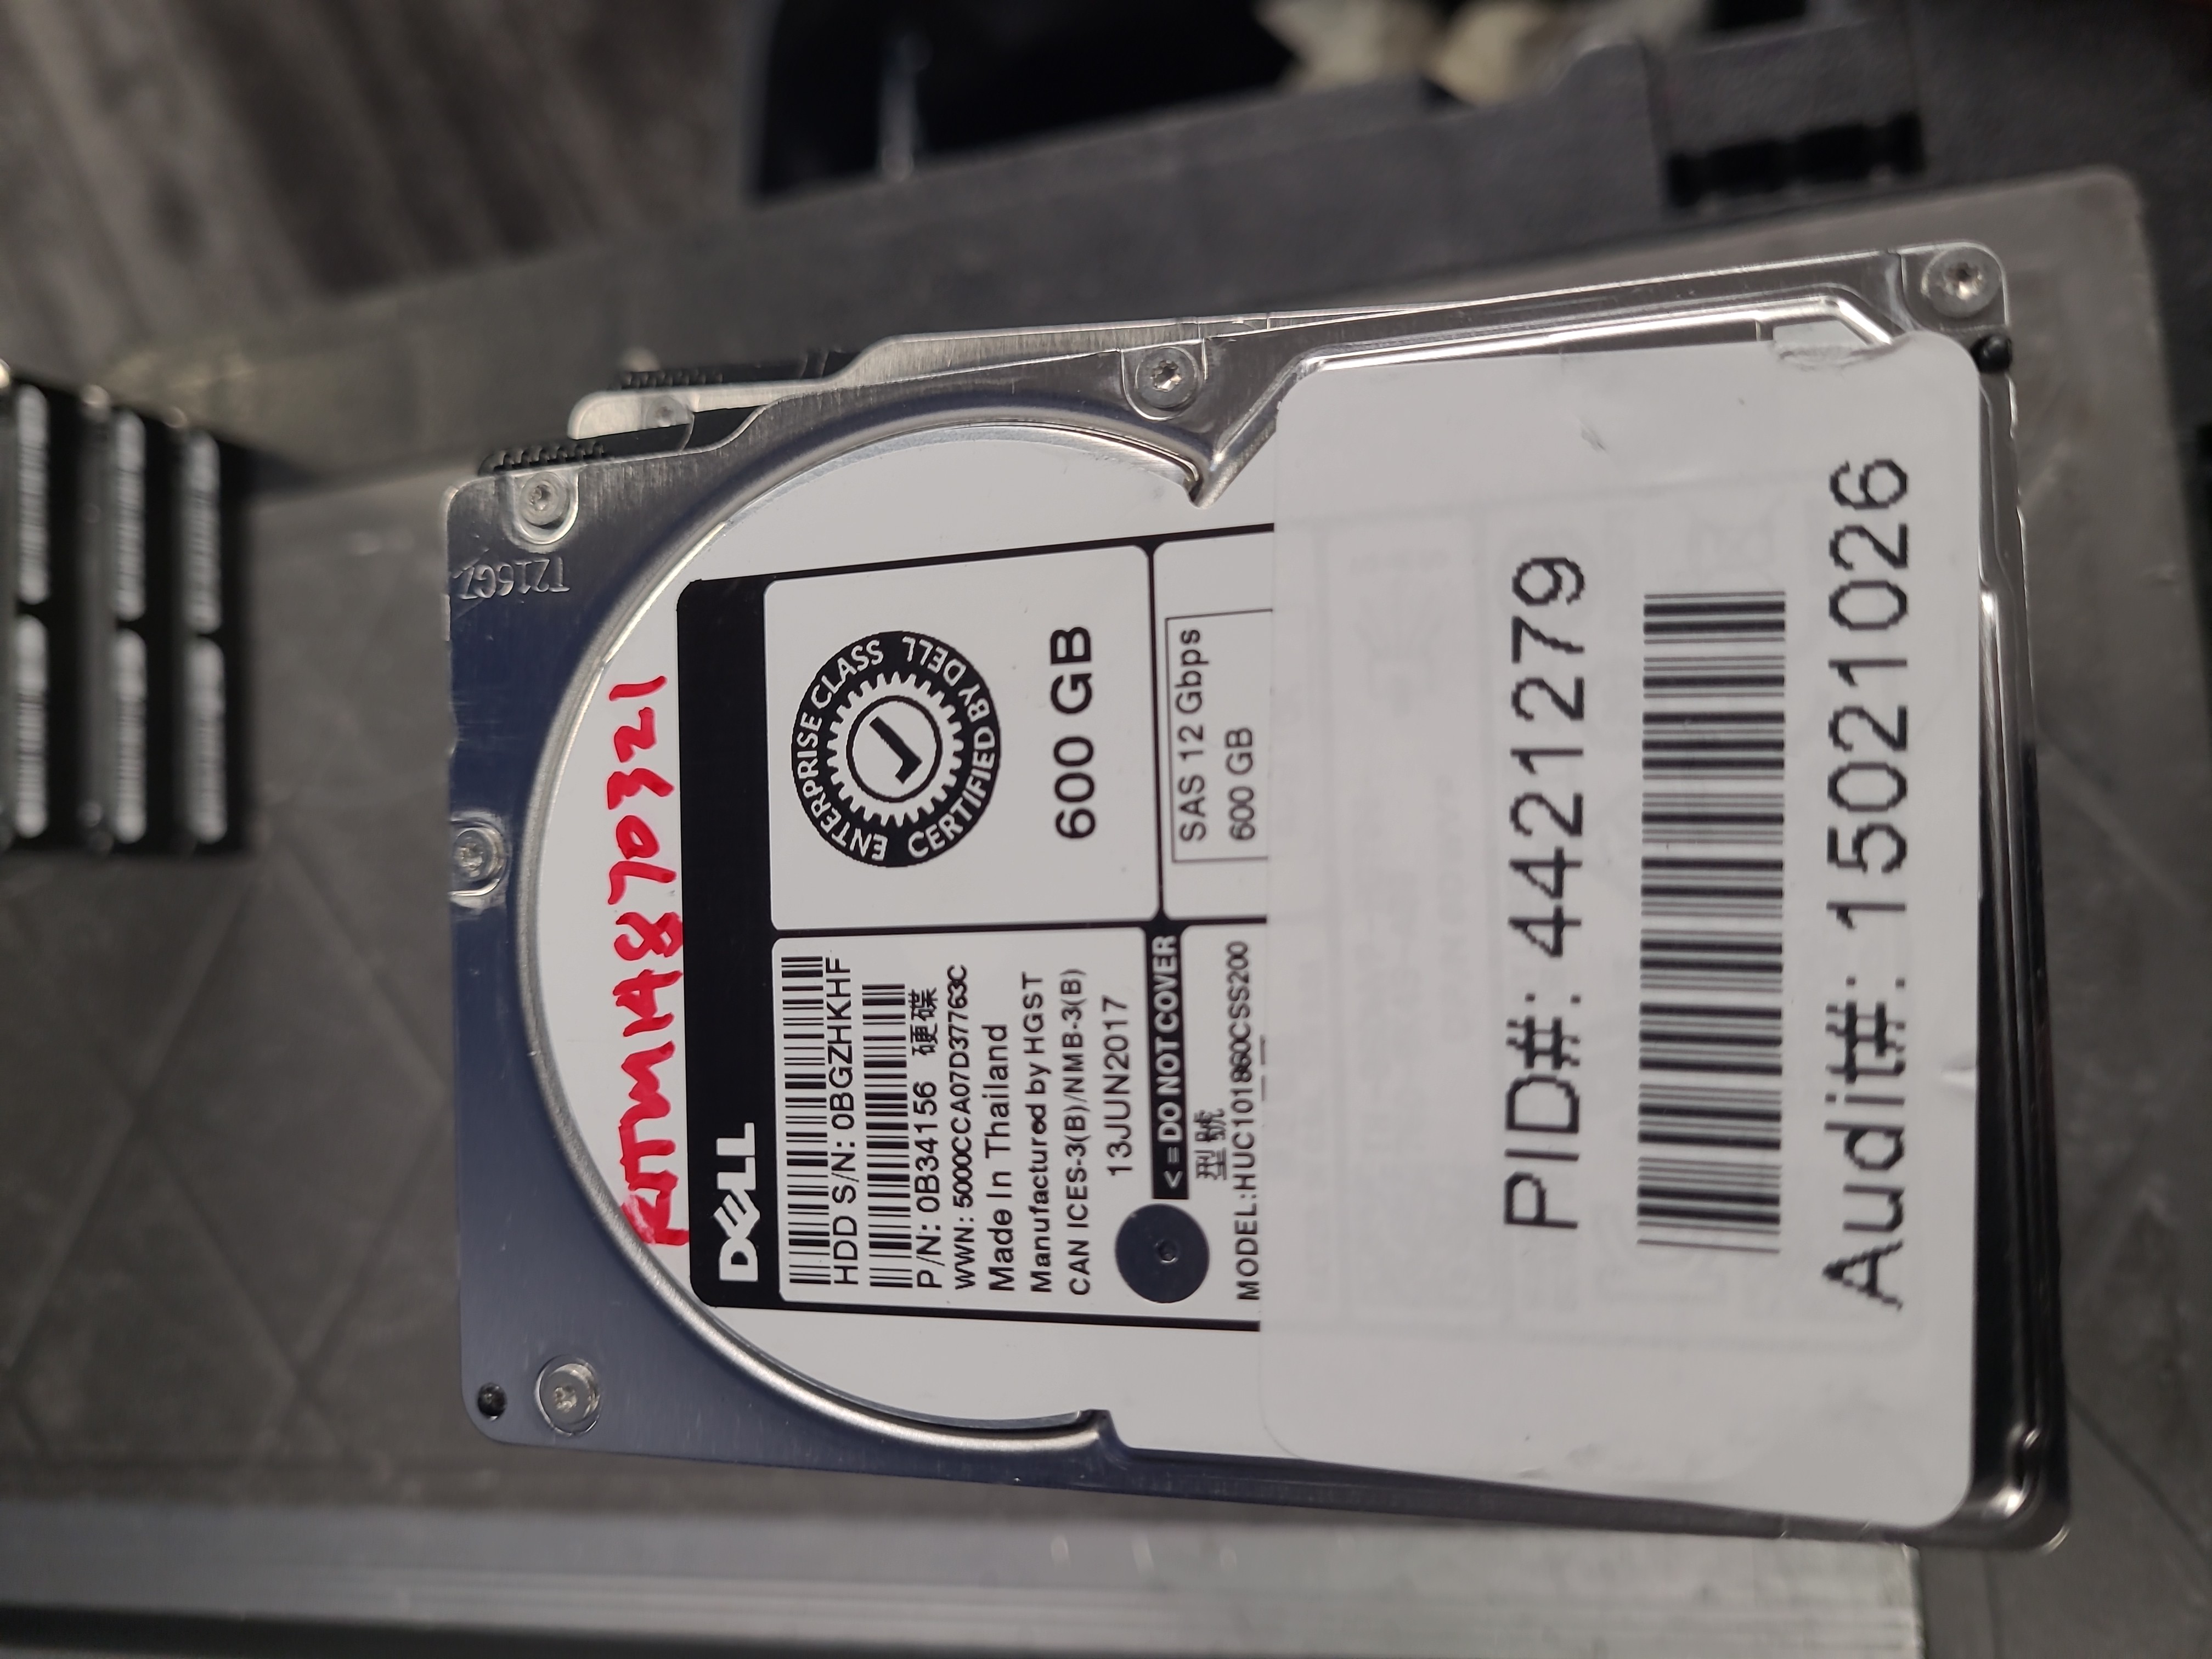 T216GZ
RITM14870321
DELL
HDD S/N: 0BGZHKHF
P/N: 0B34156 硬碟
WWN: 5000CCA07D37763C
Made In Thailand
Manufactured by HGST
CAN ICES-3(B)/NMB-3(B)
13JUN2017
<=DO NOT COVER
型號
MODEL:HUC101860CSS200
ENTERPRISE CLASS
CERTIFIED BY DELL
600 GB
SAS 12 Gbps
600 GB
PID#: 4421279
Audit#: 15021026